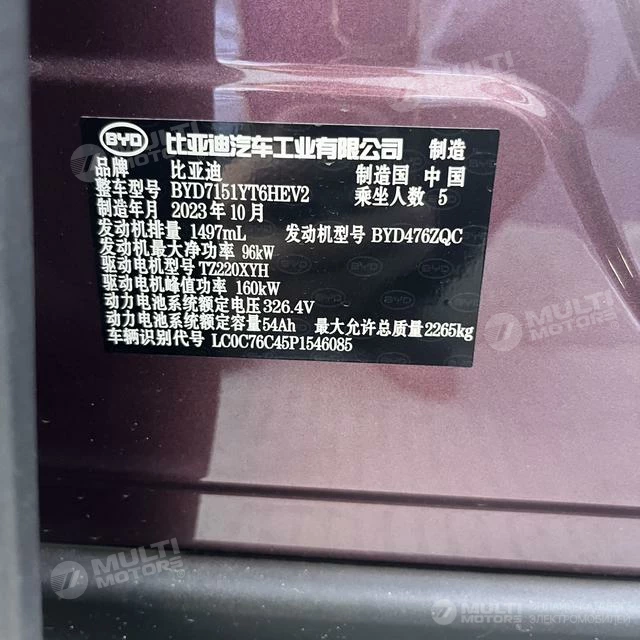 MULTI MOTORS
MULTI MOTORS
BYD 比亚迪汽车工业有限公司 制造
品牌 比亚迪 制造国 中国
整车型号 BYD7151YT6HEV2 乘坐人数 5
制造年月 2023年10月
发动机排量 1497mL 发动机型号 BYD476ZQC
发动机最大净功率 96kW
驱动电机型号 TZ220XYH
驱动电机峰值功率 160kW
动力电池系统额定电压 326.4V
动力电池系统额定容量 54Ah 最大允许总质量 2265kg
车辆识别代号 LC0C76C45P1546085
MULTI MOTORS
MULTI MOTORS
MULTI MOTORS
ЭЛЕКТРОМОБИЛЕЙ